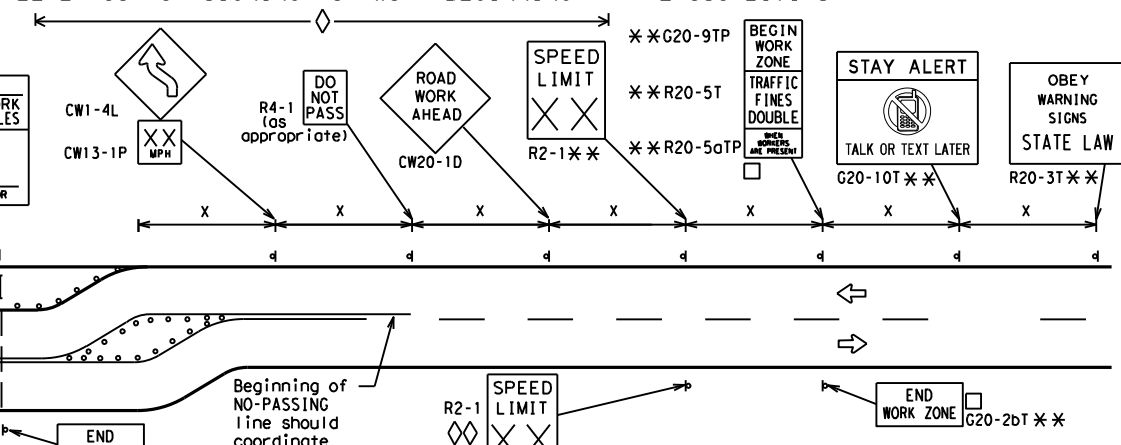 CW1-4L
XX
MPH
CW13-1P
R4-1
(as
appropriate)
DO
NOT
PASS
ROAD
WORK
AHEAD
CW20-1D
SPEED
LIMIT
X X
R2-1**
**G20-9TP
**R20-5T
**R20-5aTP
BEGIN
WORK
ZONE
TRAFFIC
FINES
DOUBLE
WHEN
WORKERS
ARE PRESENT
STAY ALERT
TALK OR TEXT LATER
G20-10T**
OBEY
WARNING
SIGNS
STATE LAW
R20-3T**
X X X X X X X
Beginning of
NO-PASSING
line should
coordinate
R2-1
SPEED
LIMIT
X X
END
WORK ZONE
G20-2bT**
END